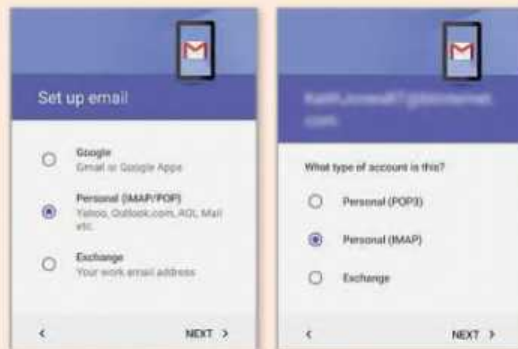 Set up email
Google
Gmail or Google Apps
Personal (IMAP/POP)
Yahoo, Outlook.com, AOL, Mail
etc.
Exchange
Your work email address
NEXT
What type of account is this?
Personal (POP3)
Personal (IMAP)
Exchange
NEXT